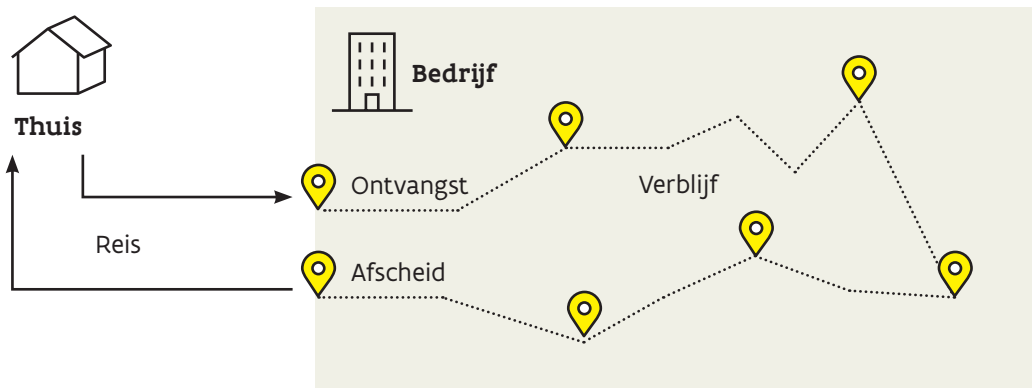 Thuis
Bedrijf
Ontvangst
Verblijf
Reis
Afscheid